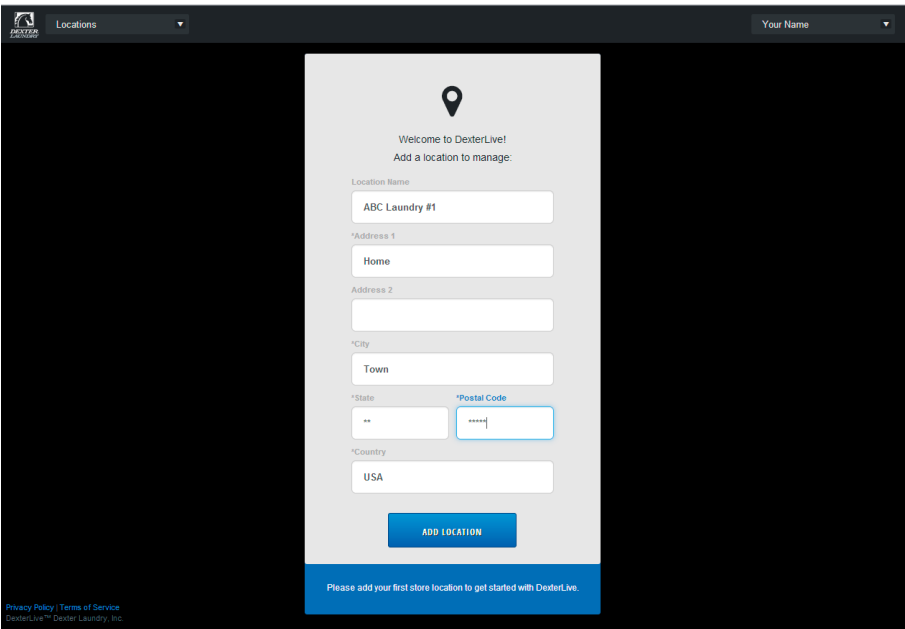 DEXTER
LAUNDRY
Locations
Your Name
Welcome to DexterLive!
Add a location to manage:
Location Name
ABC Laundry #1
*Address 1
Home
Address 2
*City
Town
*State *Postal Code
** *****
*Country
USA
ADD LOCATION
Please add your first store location to get started with DexterLive.
Privacy Policy | Terms of Service
DexterLive™ Dexter Laundry, Inc.